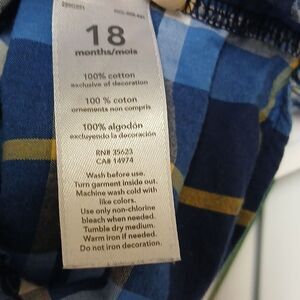 18
months/mois
100% cotton
exclusive of decoration
100 % coton
ornements non compris
100% algodón
excluyendo la decoración
RN# 35623
CA# 14974
Wash before use.
Turn garment inside out.
Machine wash cold with
like colors.
Use only non-chlorine
bleach when needed.
Tumble dry medium.
Warm iron if needed.
Do not iron decoration.